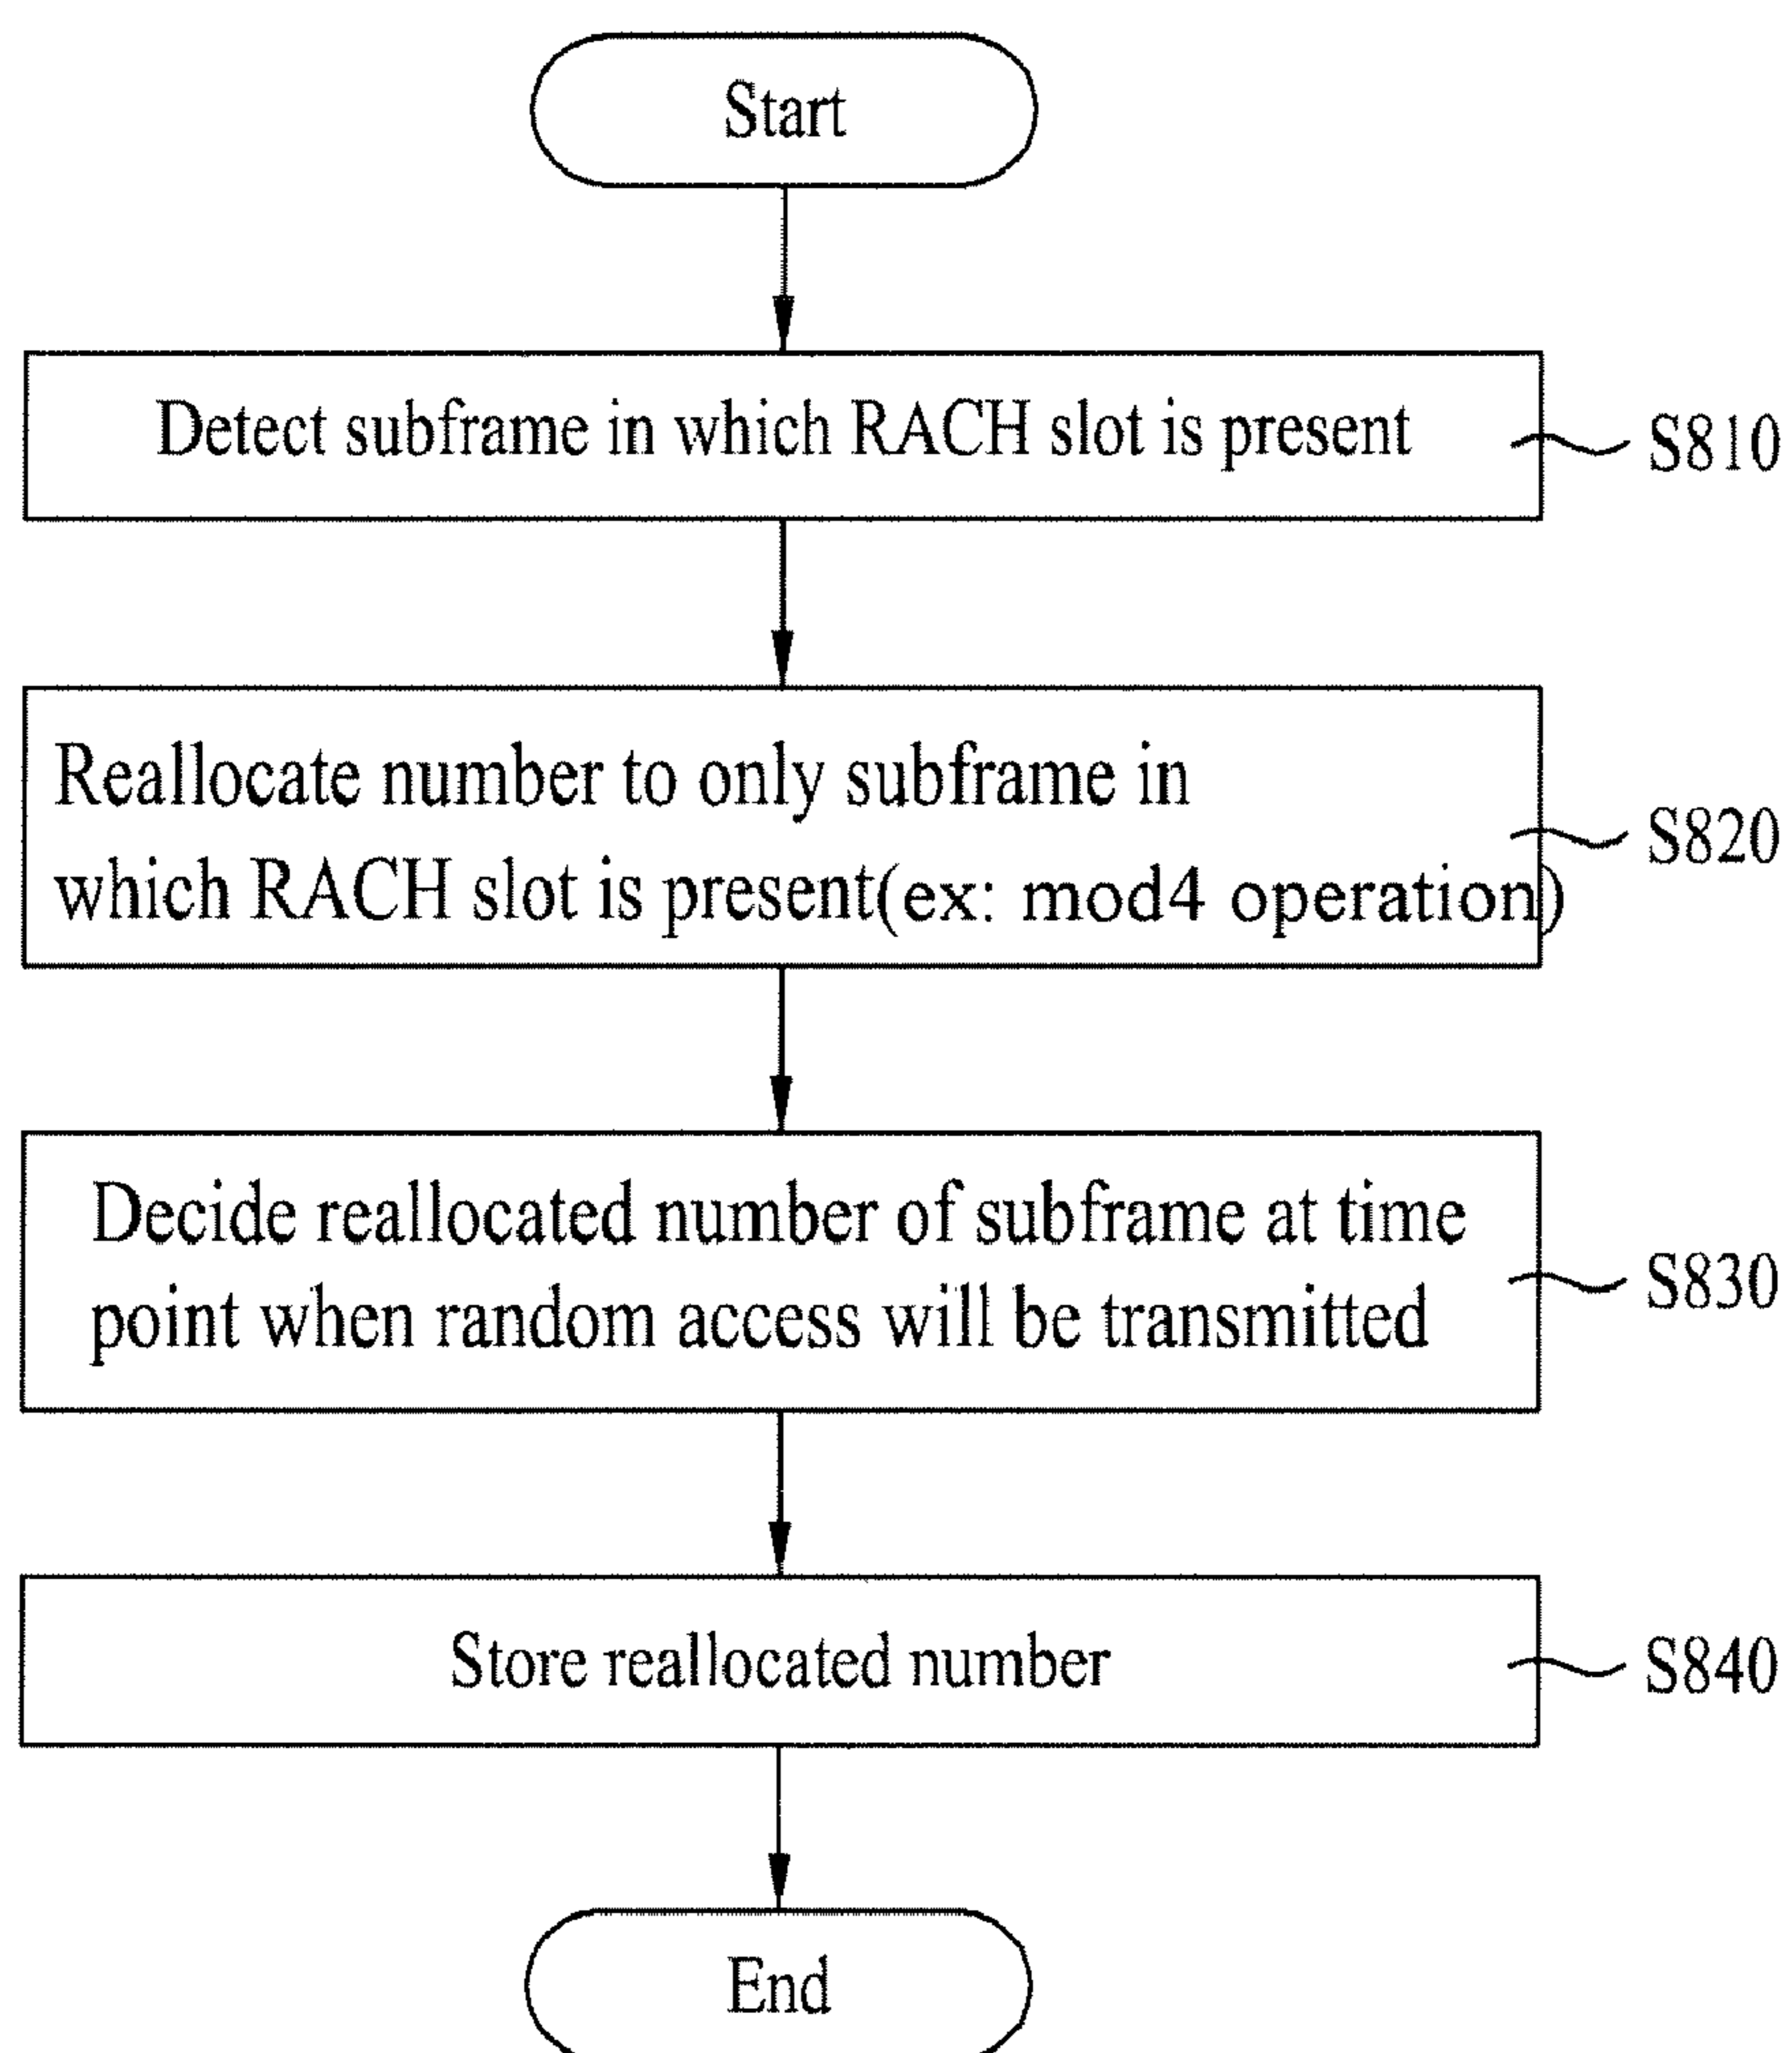 Start
Detect subframe in which RACH slot is present
S810
Reallocate number to only subframe in
which RACH slot is present(ex: mod4 operation)
S820
Decide reallocated number of subframe at time
point when random access will be transmitted
S830
Store reallocated number
S840
End